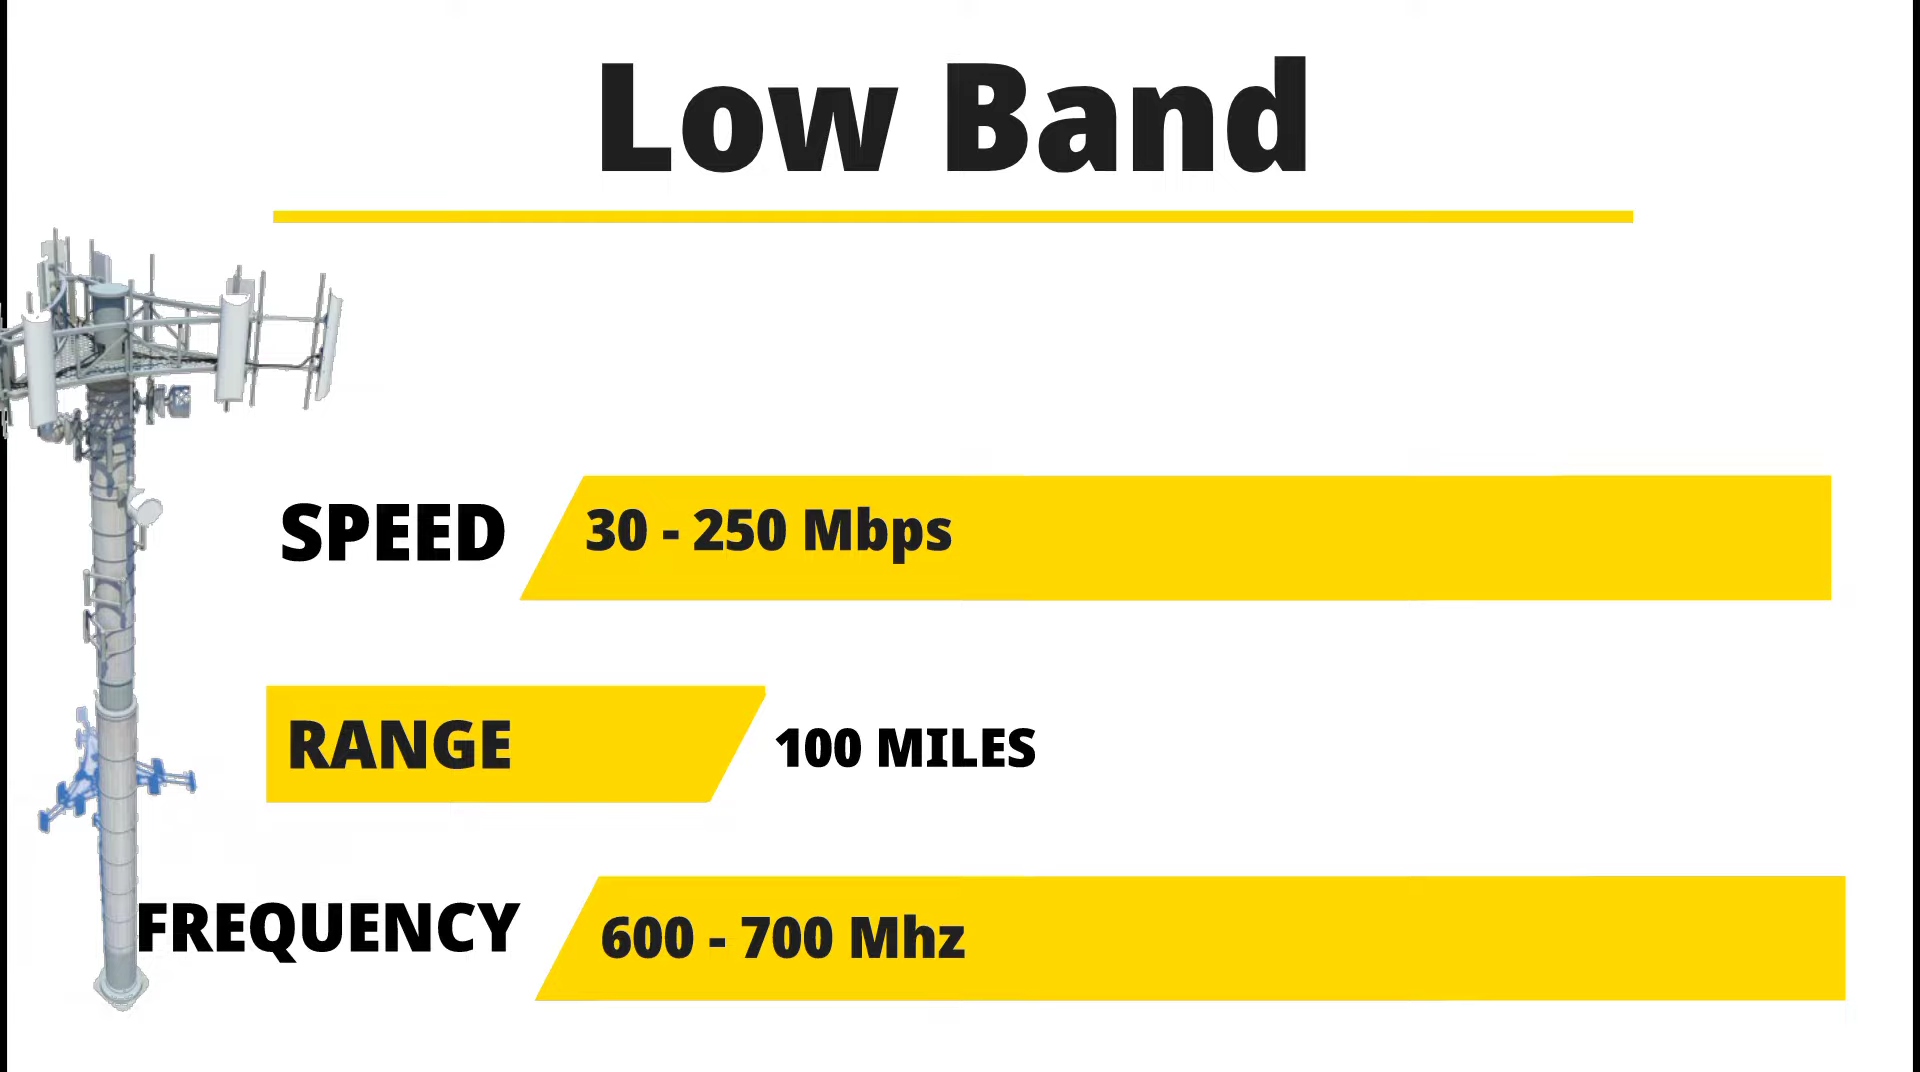 Low Band
SPEED
30 - 250 Mbps
RANGE
100 MILES
FREQUENCY
600 - 700 Mhz